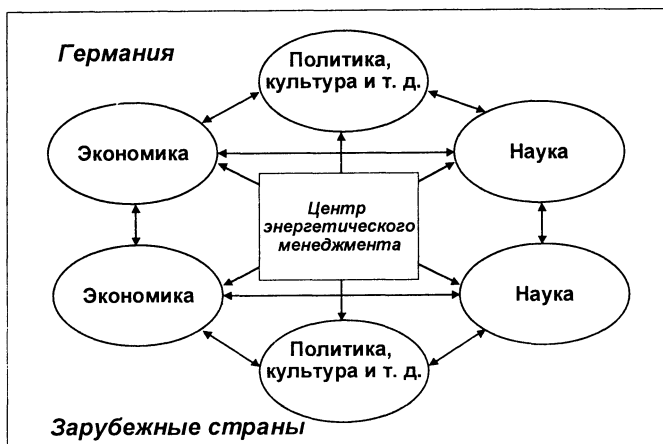 Германия
Политика,
культура и т. д.
Экономика
Наука
Центр
энергетического
менеджмента
Экономика
Наука
Политика,
культура и т. д.
Зарубежные страны